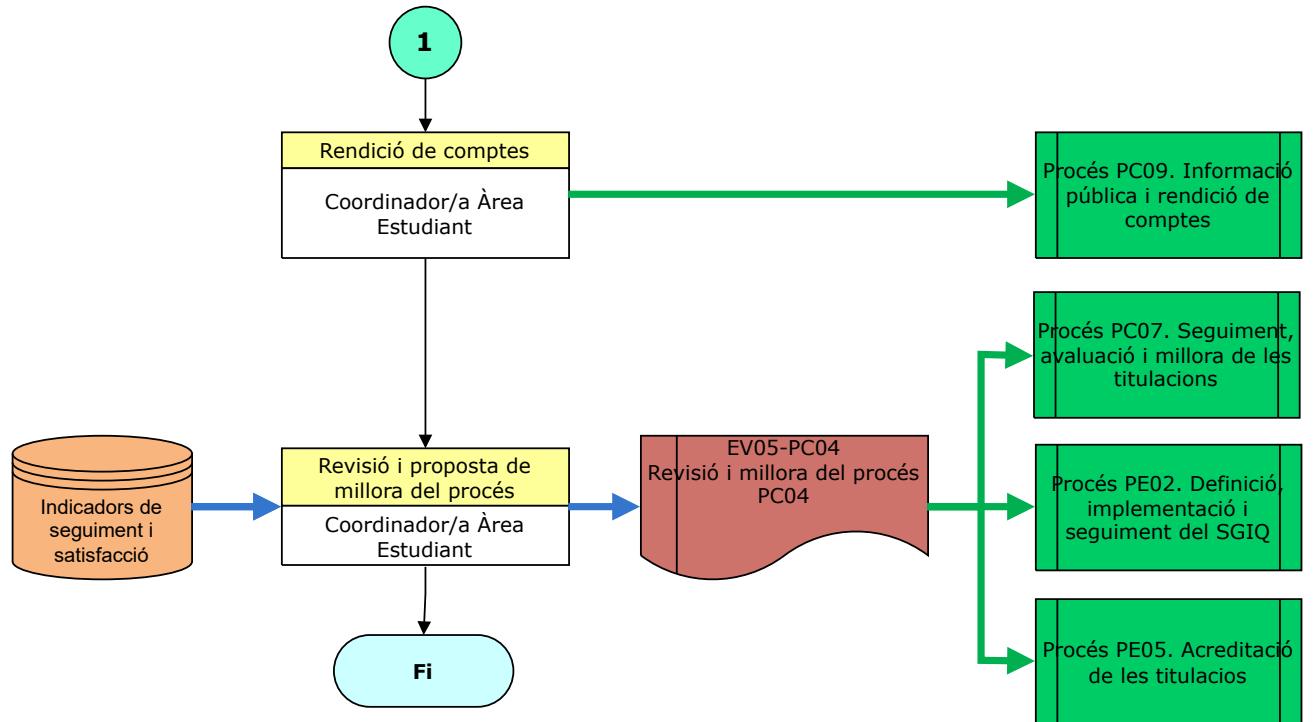 1
Rendició de comptes
Coordinador/a Àrea
Estudiant
Procés PC09. Informació
pública i rendició de
comptes
Procés PC07. Seguiment,
avaluació i millora de les
titulacions
Indicadors de
seguiment i
satisfacció
Revisió i proposta de
millora del procés
Coordinador/a Àrea
Estudiant
EV05-PC04
Revisió i millora del procés
PC04
Procés PE02. Definició,
implementació i
seguiment del SGIQ
Procés PE05. Acreditació
de les titulacios
Fi